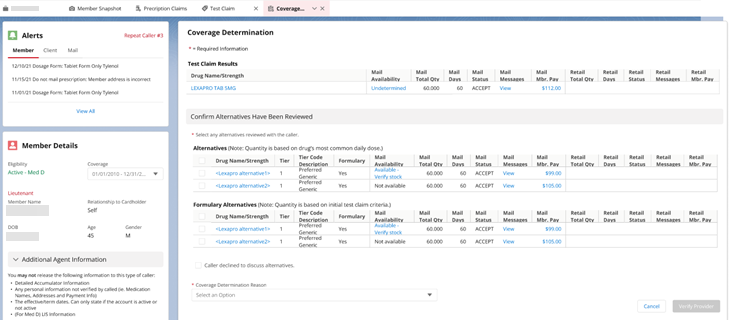 Member Snapshot Prescription Claims Test Claim Coverage...
Alerts Repeat Caller #3
Member Client Mail
12/10/21 Dosage Form: Tablet Form Only Tylenol
11/15/21 Do not mail prescription: Member address is incorrect
11/01/21 Dosage Form: Tablet Form Only Tylenol
View All
Member Details
Eligibility Coverage
Active - Med D 01/01/2010 - 12/31/2...
Lieutenant
Member Name Relationship to Cardholder
Self
DOB Age Gender
45 M
Additional Agent Information
You may not release the following information to this type of caller:
• Detailed Accumulator Information
• Any personal information not verified by called (ie. Medication
Names, Addresses and Payment Info)
• The effective/term dates. Can only state if the account is active or
not active
• (For Med D) LIS Information
Coverage Determination
* = Required Information
Test Claim Results
Drug Name/Strength Mail Availability Mail Total Qty Mail Days Mail Status Mail Messages Mail Mbr. Pay Retail Total Qty Retail Days Retail Status Retail Messages Retail Mbr. Pay
LEXAPRO TAB 5MG Undetermined 60.000 60 ACCEPT View $112.00
Confirm Alternatives Have Been Reviewed
* Select any alternatives reviewed with the caller.
Alternatives (Note: Quantity is based on drug's most common daily dose.)
Drug Name/Strength Tier Tier Code Description Formulary Mail Availability Mail Total Qty Mail Days Mail Status Mail Messages Mail Mbr. Pay Retail Total Qty Retail Days Retail Status Retail Messages Retail Mbr. Pay
<Lexapro alternative1> 1 Preferred Generic Yes Available - Verify stock 60.000 60 ACCEPT View $99.00
<Lexapro alternative2> 1 Preferred Generic Yes Not available 60.000 60 ACCEPT View $105.00
Formulary Alternatives (Note: Quantity is based on initial test claim criteria.)
Drug Name/Strength Tier Tier Code Description Formulary Mail Availability Mail Total Qty Mail Days Mail Status Mail Messages Mail Mbr. Pay Retail Total Qty Retail Days Retail Status Retail Messages Retail Mbr. Pay
<Lexapro alternative1> 1 Preferred Generic Yes Available - Verify stock 60.000 60 ACCEPT View $99.00
<Lexapro alternative2> 1 Preferred Generic Yes Not available 60.000 60 ACCEPT View $105.00
Caller declined to discuss alternatives.
* Coverage Determination Reason
Select an Option
Cancel Verify Provider